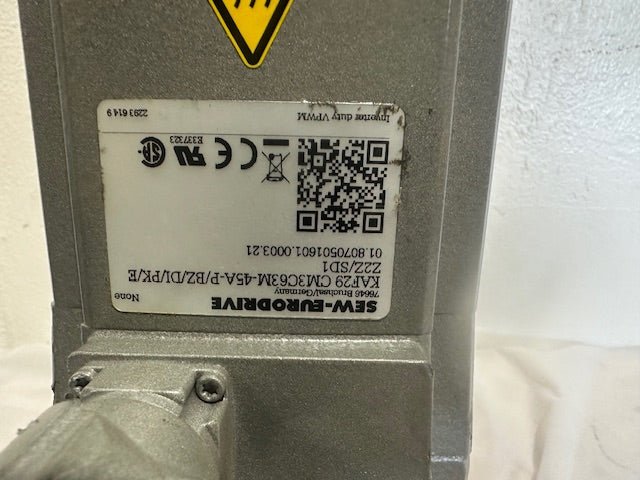 SEW-EURODRIVE
76646 Bruchsal/Germany
None
KAF29 CM3C63M-45A-P/BZ/DI/PK/E
Z2Z/SD1
01.8070501601.0003.21
E337323
Inverter duty VPWM
2293 614 9